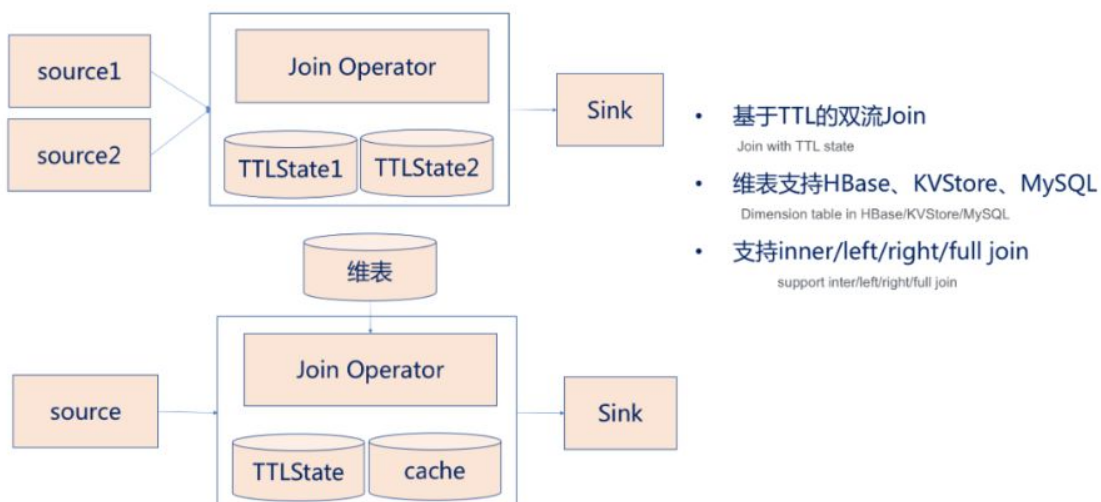 source1
source2
Join Operator
TTLState1
TTLState2
Sink
维表
source
Join Operator
TTLState
cache
Sink
• 基于TTL的双流Join
Join with TTL state
• 维表支持HBase、KVStore、MySQL
Dimension table in HBase/KVStore/MySQL
• 支持inner/left/right/full join
support inter/left/right/full join